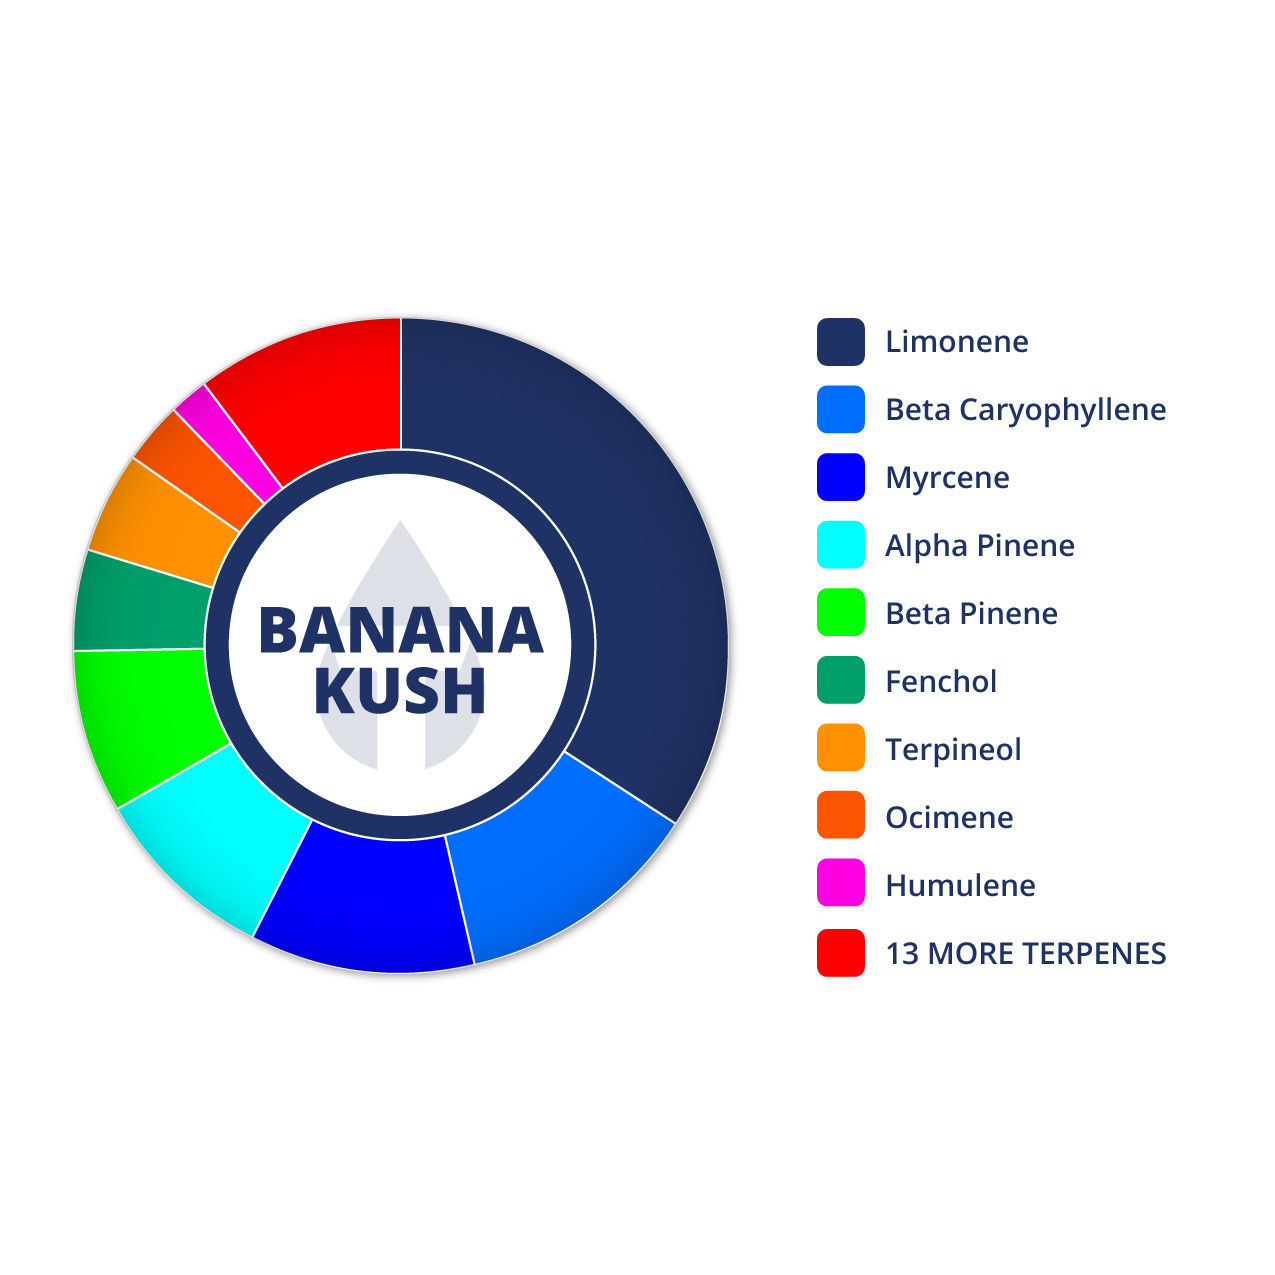 BANANA
KUSH
Limonene
Beta Caryophyllene
Myrcene
Alpha Pinene
Beta Pinene
Fenchol
Terpineol
Ocimene
Humulene
13 MORE TERPENES